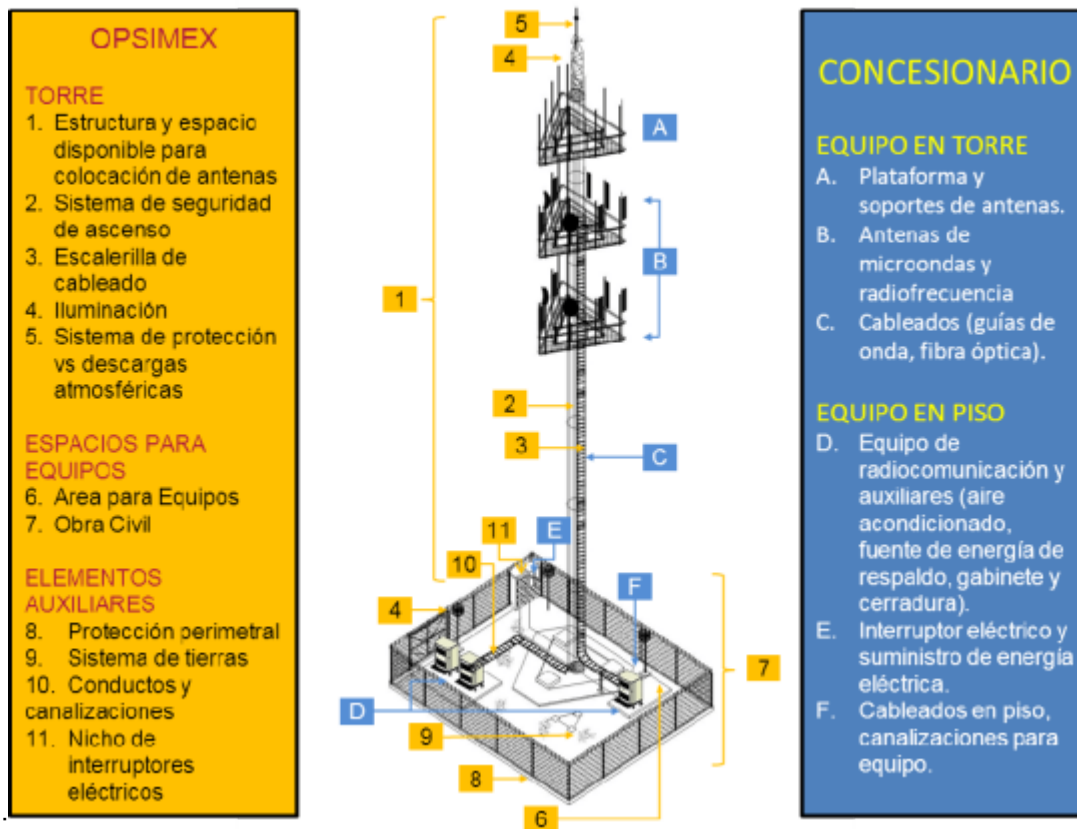 OPSIMEX
TORRE
1. Estructura y espacio
disponible para
colocación de antenas
2. Sistema de seguridad
de ascenso
3. Escalerilla de
cableado
4. Iluminación
5. Sistema de protección
vs descargas
atmosféricas
ESPACIOS PARA
EQUIPOS
6. Area para Equipos
7. Obra Civil
ELEMENTOS
AUXILIARES
8. Protección perimetral
9. Sistema de tierras
10. Conductos y
canalizaciones
11. Nicho de
interruptores
eléctricos
5
4
A
B
1
2
3
C
11
E
10
F
4
7
D
9
8
6
CONCESIONARIO
EQUIPO EN TORRE
A. Plataforma y
soportes de antenas.
B. Antenas de
microondas y
radiofrecuencia
C. Cableados (guías de
onda, fibra óptica).
EQUIPO EN PISO
D. Equipo de
radiocomunicación y
auxiliares (aire
acondicionado,
fuente de energía de
respaldo, gabinete y
cerradura).
E. Interruptor eléctrico y
suministro de energía
eléctrica.
F. Cableados en piso,
canalizaciones para
equipo.